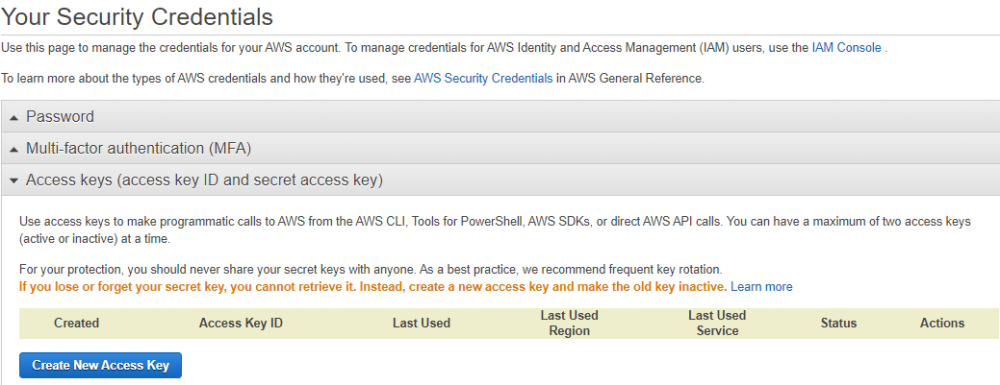 Your Security Credentials
Use this page to manage the credentials for your AWS account. To manage credentials for AWS Identity and Access Management (IAM) users, use the IAM Console .
To learn more about the types of AWS credentials and how they're used, see AWS Security Credentials in AWS General Reference.
Password
Multi-factor authentication (MFA)
Access keys (access key ID and secret access key)
Use access keys to make programmatic calls to AWS from the AWS CLI, Tools for PowerShell, AWS SDKs, or direct AWS API calls. You can have a maximum of two access keys
(active or inactive) at a time.
For your protection, you should never share your secret keys with anyone. As a best practice, we recommend frequent key rotation.
If you lose or forget your secret key, you cannot retrieve it. Instead, create a new access key and make the old key inactive. Learn more
Created Access Key ID Last Used Last Used Region Last Used Service Status Actions
Create New Access Key